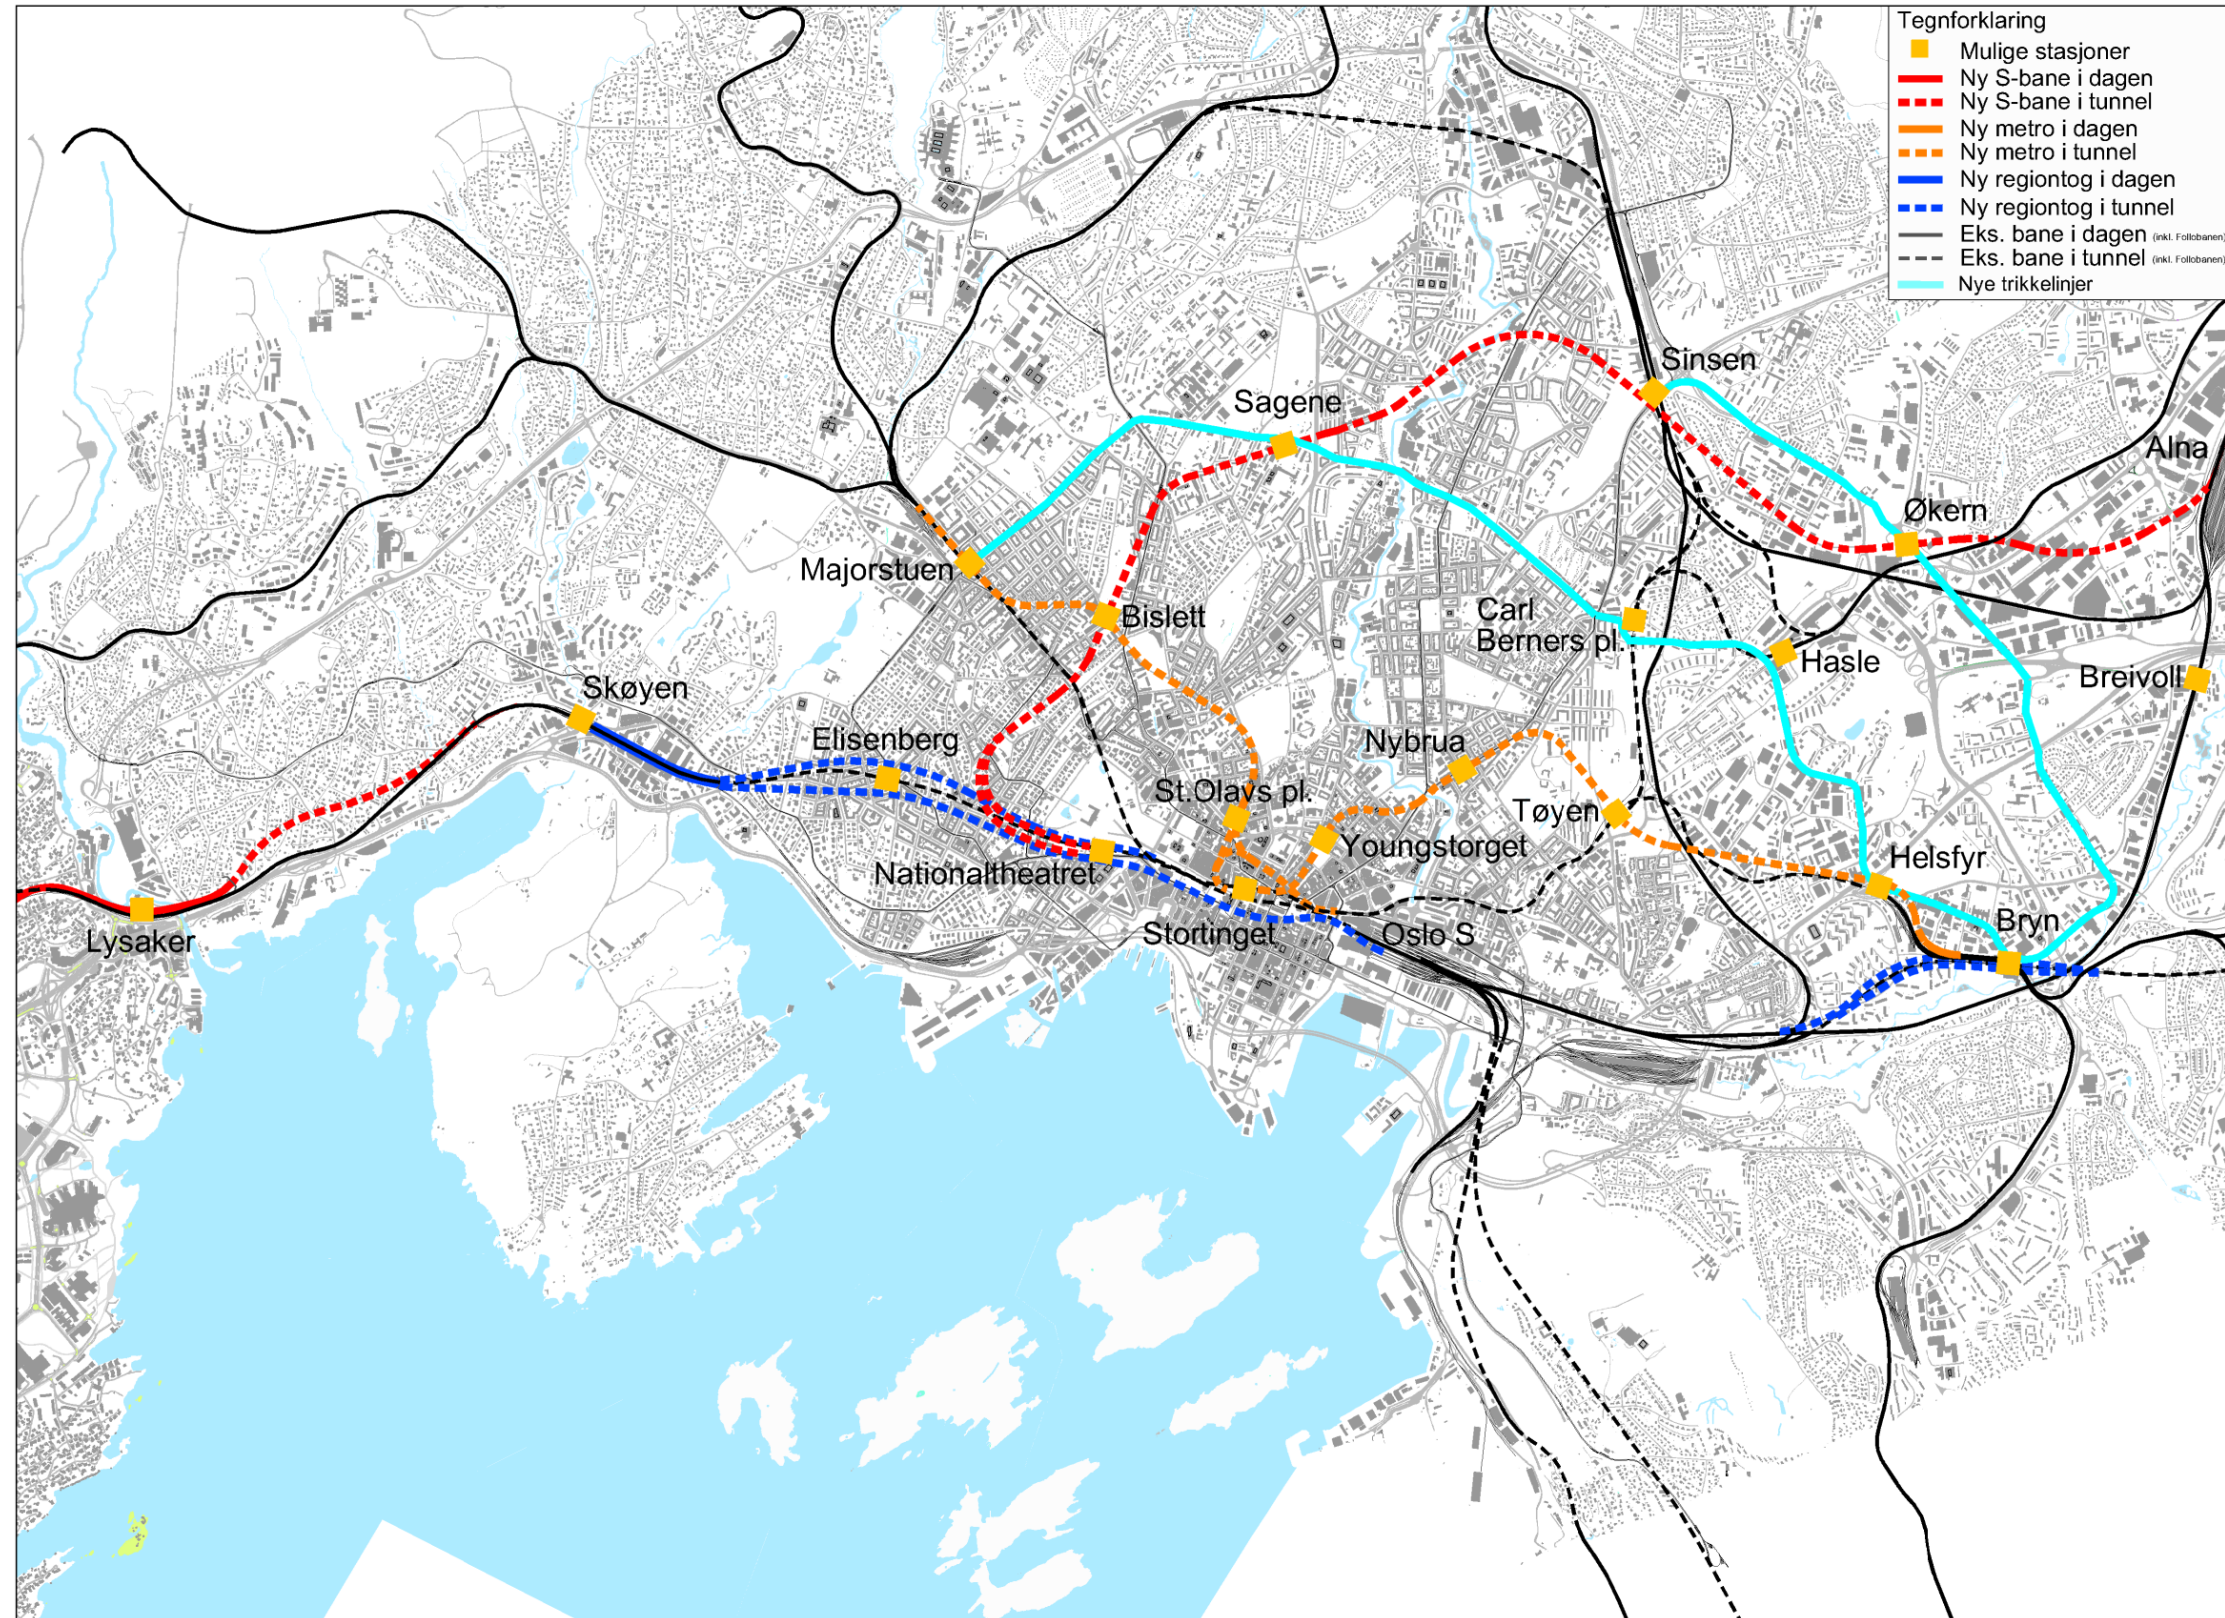 Tegnforklaring
Mulige stasjoner
Ny S-bane i dagen
Ny S-bane i tunnel
Ny metro i dagen
Ny metro i tunnel
Ny regiontog i dagen
Ny regiontog i tunnel
Eks. bane i dagen (inkl. Follobanen)
Eks. bane i tunnel (inkl. Follobanen)
Nye trikkelinjer
Sinsen
Sagene
Alna
Økern
Majorstuen
Bislett
Carl
Berners pl.
Hasle
Breivoll
Skøyen
Elisenberg
Nybrua
St.Olavs pl.
Tøyen
Youngstorget
Helsfyr
Nationaltheatret
Bryn
Lysaker
Stortinget
Oslo S